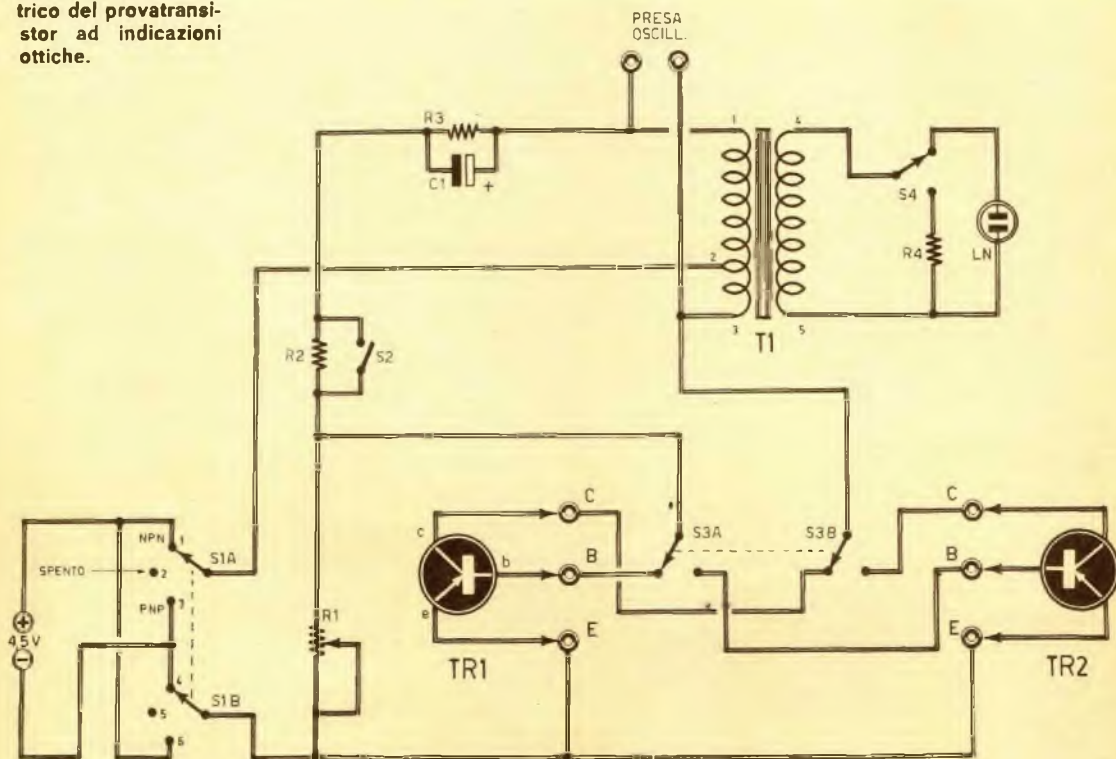 trico del provatransi-
stor ad indicazioni
ottiche.
PRESA
OSCILL.
R3
C1
+
1
4
2
3
5
T1
S4
R4
LN
R2
S2
NPN
1
S1A
SPENTO
2
PNP
3
4,5V
+
−
4
S1B
5
6
R1
c
b
e
TR1
C
B
E
S3A
S3B
C
B
E
TR2